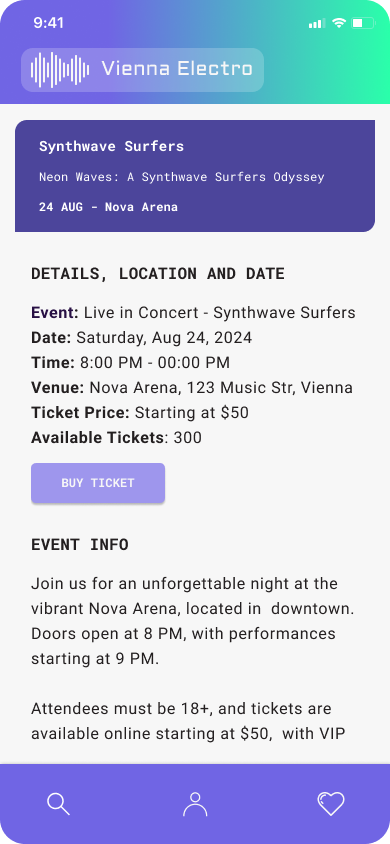 9:41
Vienna Electro
Synthwave Surfers
Neon Waves: A Synthwave Surfers Odyssey
24 AUG - Nova Arena
DETAILS, LOCATION AND DATE
Event: Live in Concert - Synthwave Surfers
Date: Saturday, Aug 24, 2024
Time: 8:00 PM - 00:00 PM
Venue: Nova Arena, 123 Music Str, Vienna
Ticket Price: Starting at $50
Available Tickets: 300
BUY TICKET
EVENT INFO
Join us for an unforgettable night at the
vibrant Nova Arena, located in  downtown.
Doors open at 8 PM, with performances
starting at 9 PM.
Attendees must be 18+, and tickets are
available online starting at $50,  with VIP